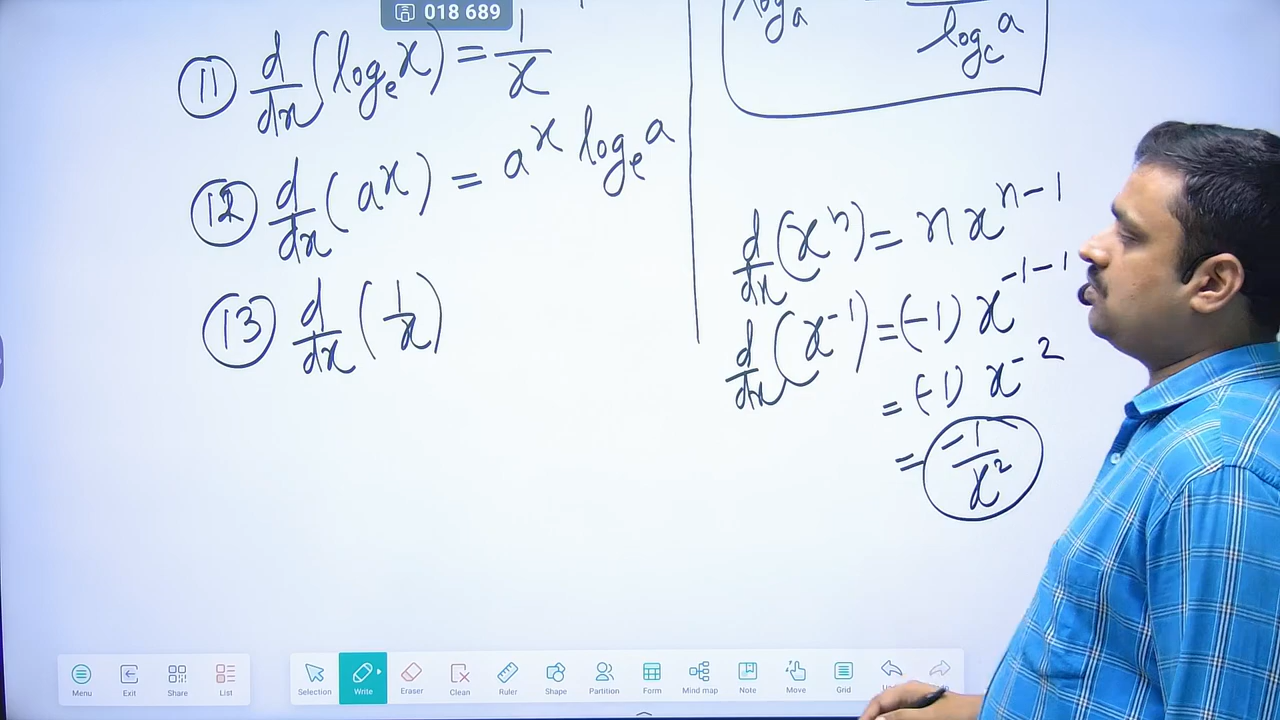 018 689
⑪ d/dx (log_e x) = 1/x
⑫ d/dx (a^x) = a^x log_e a
⑬ d/dx (1/x)
log_a
log_c a
d/dx (x^n) = n x^{n-1}
d/dx (x^{-1}) = (-1) x^{-1-1}
= (-1) x^{-2}
= -1/x^2
Menu Exit Share List Selection Write Eraser Clean Ruler Shape Partition Form Mind map Note Move Grid